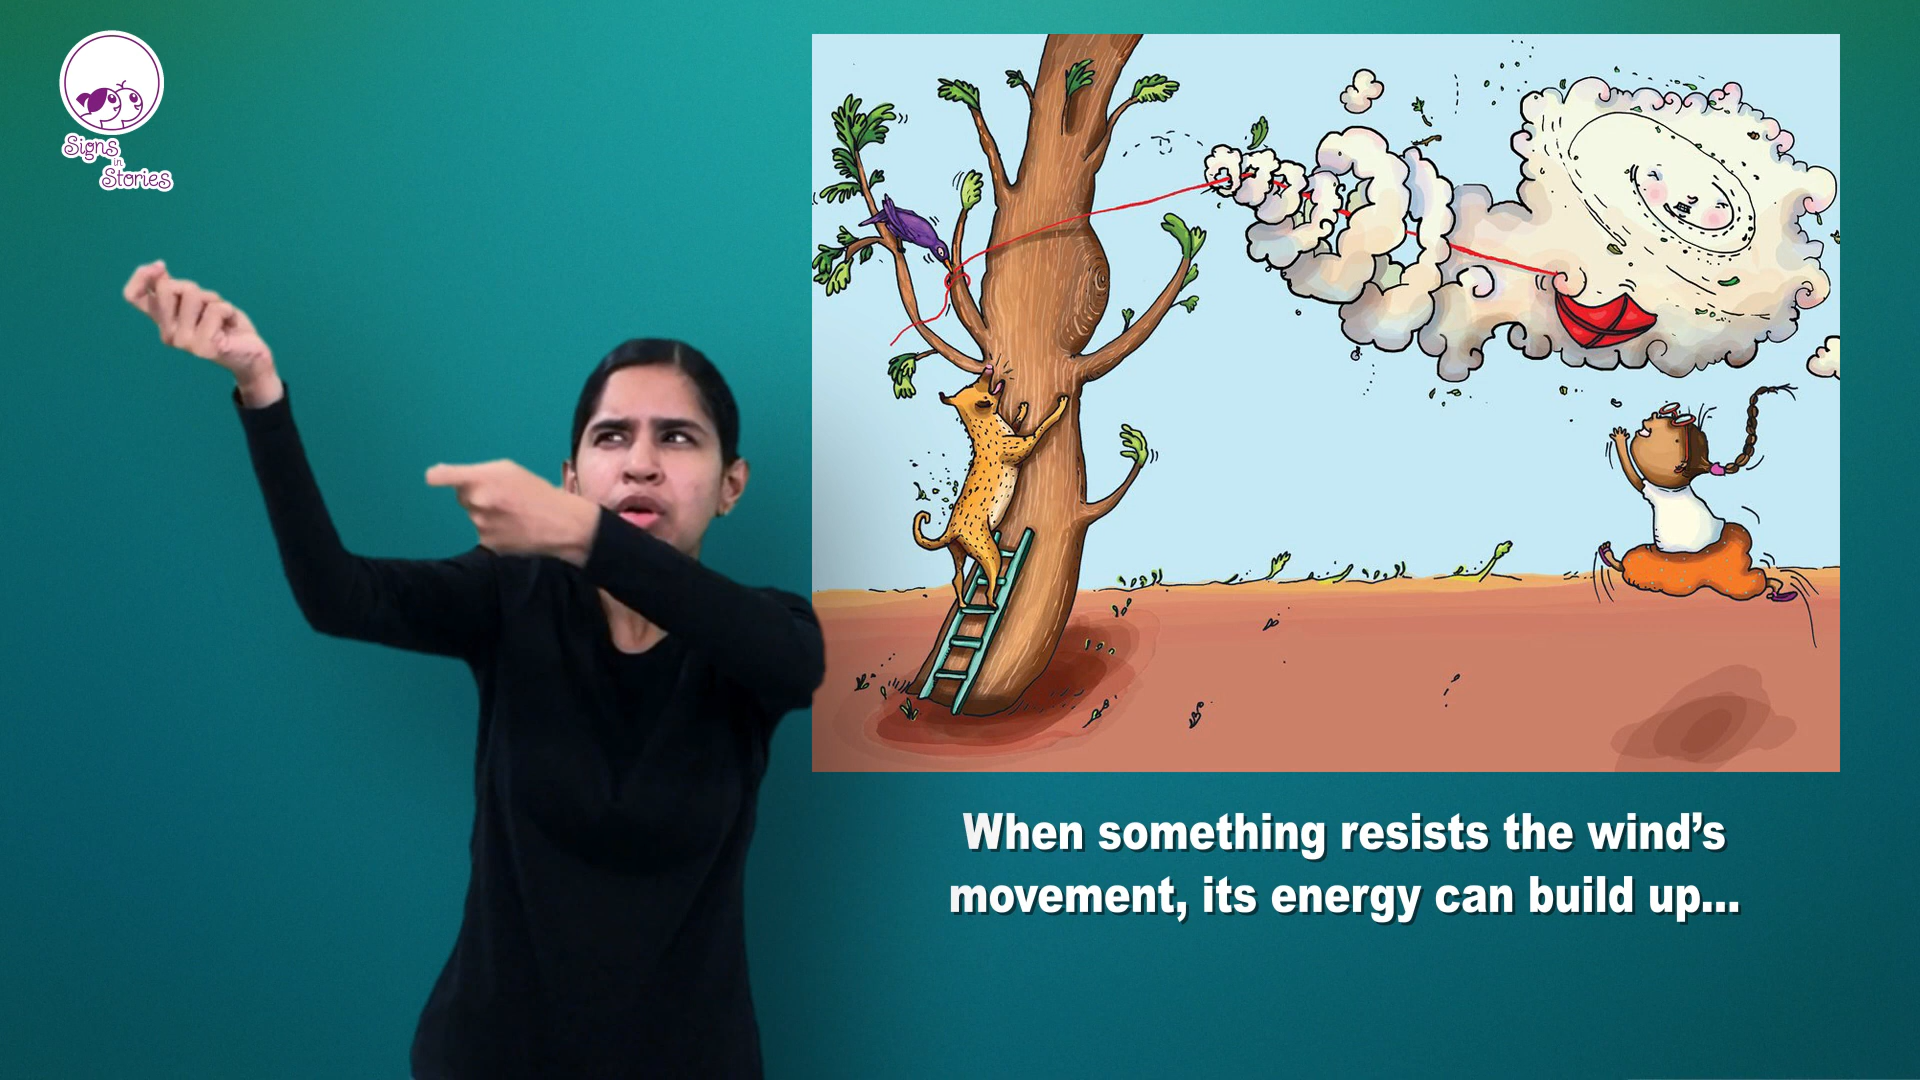 Signs
in
Stories
When something resists the wind’s
movement, its energy can build up...